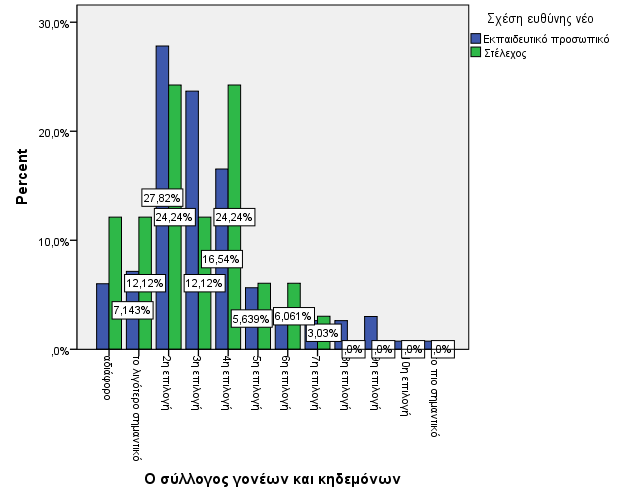 Σχέση ευθύνης νέο
Εκπαιδευτικό προσωπικό
Στέλεχος
Percent
30,0%
20,0%
10,0%
,0%
27,82%
24,24%
24,24%
16,54%
12,12%
12,12%
7,143%
5,639%
6,061%
3,03%
,0%
,0%
,0%
,0%
αδιάφορο
το λιγότερο σημαντικό
2η επιλογή
3η επιλογή
4η επιλογή
5η επιλογή
6η επιλογή
7η επιλογή
επιλογή
επιλογή
επιλογή
το πιο σημαντικό
Ο σύλλογος γονέων και κηδεμόνων